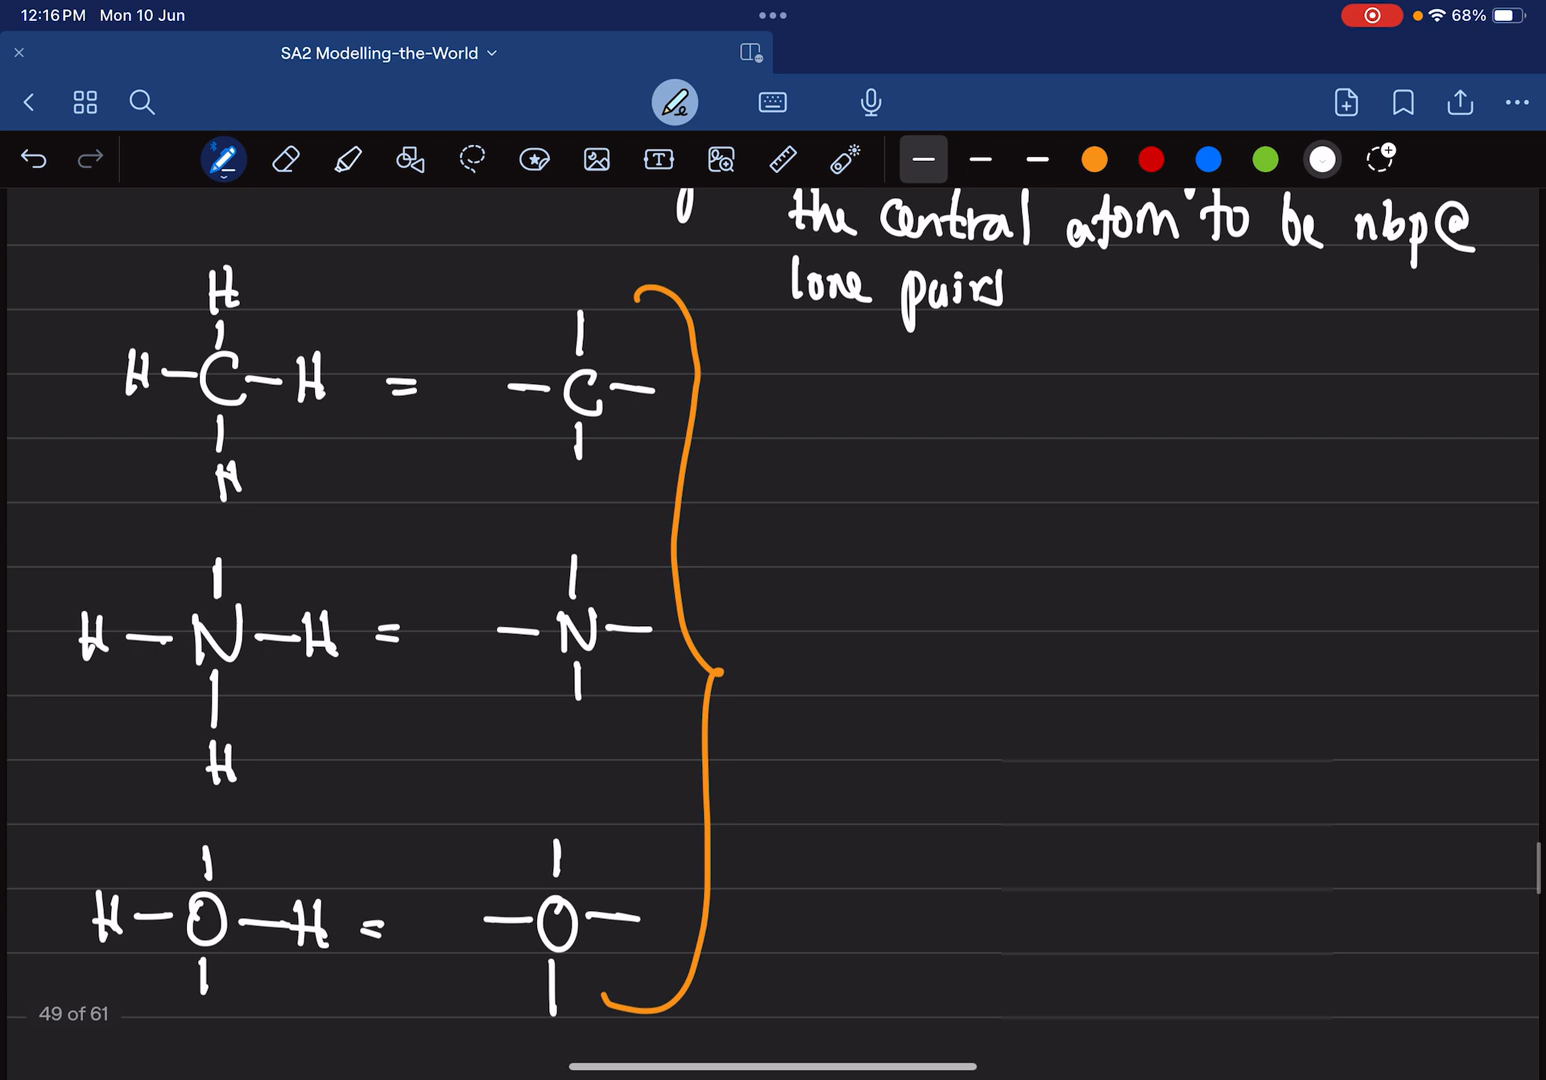 12:16 PM Mon 10 Jun
68%
SA2 Modelling-the-World
the central atom to be nbp@
lone pairs
H
H-C-H = -C-
H
H-N-H = -N-
H
H-O-H = -O-
49 of 61